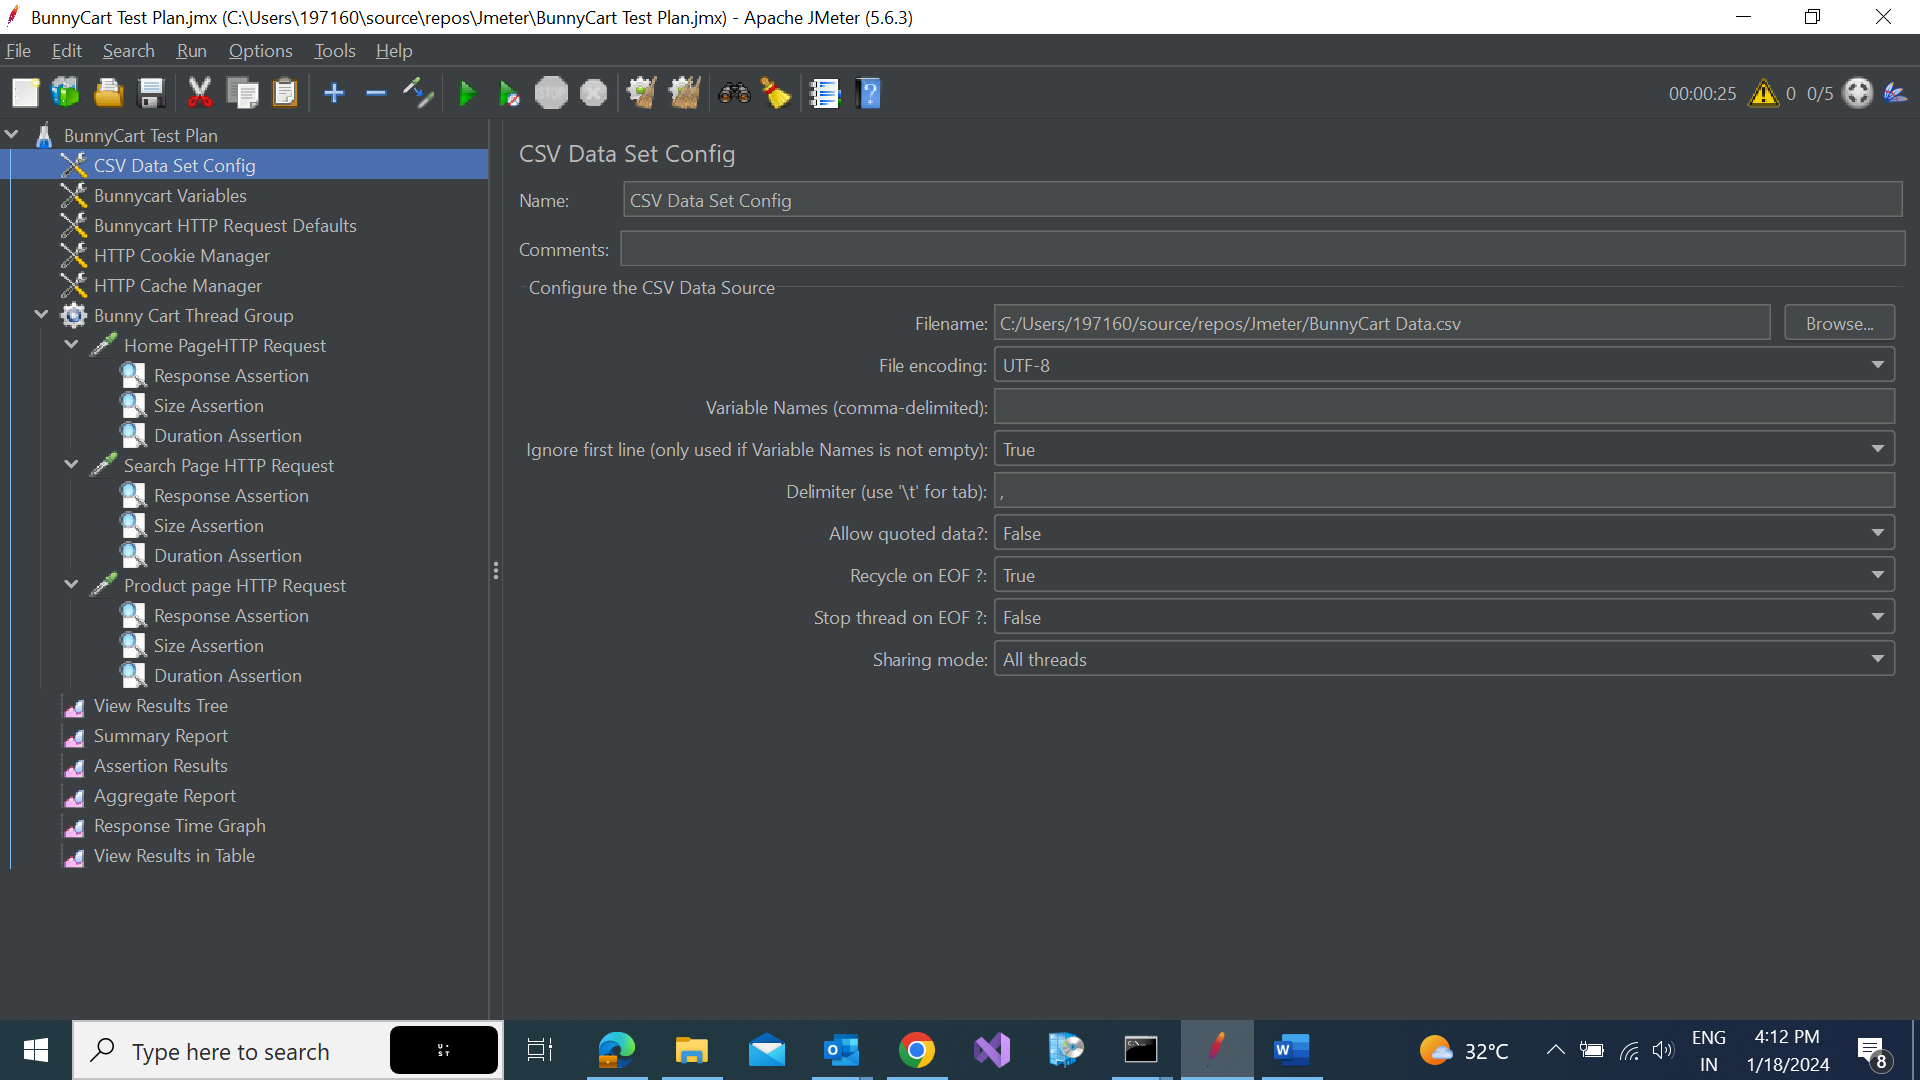 BunnyCart Test Plan.jmx (C:\Users\197160\source\repos\Jmeter\BunnyCart Test Plan.jmx) - Apache JMeter (5.6.3)
File Edit Search Run Options Tools Help
STOP
00:00:25 0 0/5
BunnyCart Test Plan
CSV Data Set Config
Bunnycart Variables
Bunnycart HTTP Request Defaults
HTTP Cookie Manager
HTTP Cache Manager
Bunny Cart Thread Group
Home PageHTTP Request
Response Assertion
Size Assertion
Duration Assertion
Search Page HTTP Request
Response Assertion
Size Assertion
Duration Assertion
Product page HTTP Request
Response Assertion
Size Assertion
Duration Assertion
View Results Tree
Summary Report
Assertion Results
Aggregate Report
Response Time Graph
View Results in Table
CSV Data Set Config
Name: CSV Data Set Config
Comments:
Configure the CSV Data Source
Filename: C:/Users/197160/source/repos/Jmeter/BunnyCart Data.csv Browse...
File encoding: UTF-8
Variable Names (comma-delimited):
Ignore first line (only used if Variable Names is not empty): True
Delimiter (use '\t' for tab): ,
Allow quoted data?: False
Recycle on EOF ?: True
Stop thread on EOF ?: False
Sharing mode: All threads
Type here to search
U :
S T
32°C
ENG
IN
4:12 PM
1/18/2024
8